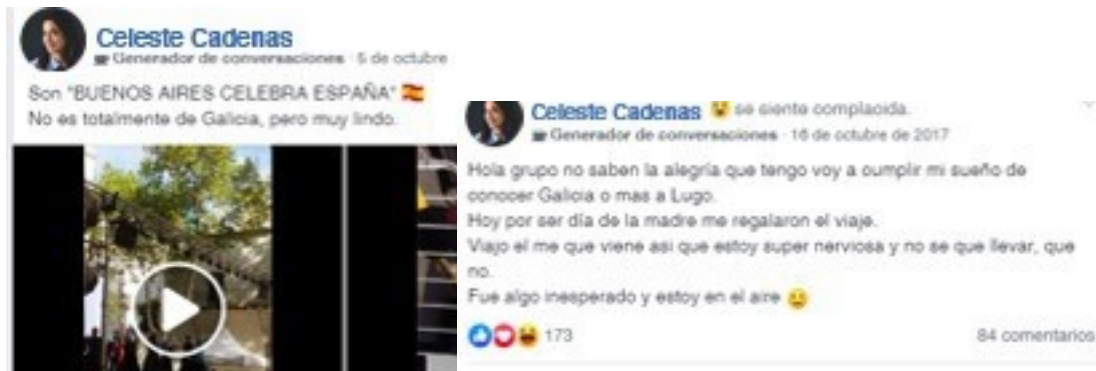 Celeste Cadenas
Generador de conversaciones · 5 de octubre
Son "BUENOS AIRES CELEBRA ESPAÑA" 🇪🇸
No es totalmente de Galicia, pero muy lindo.
Celeste Cadenas 😀 se siente complacida.
Generador de conversaciones · 16 de octubre de 2017
Hola grupo no saben la alegría que tengo voy a cumplir mi sueño de
conocer Galicia o mas a Lugo.
Hoy por ser día de la madre me regalaron el viaje.
Viajo el me que viene asi que estoy super nerviosa y no se que llevar, que
no.
Fue algo inesperado y estoy en el aire 😐
173
84 comentarios